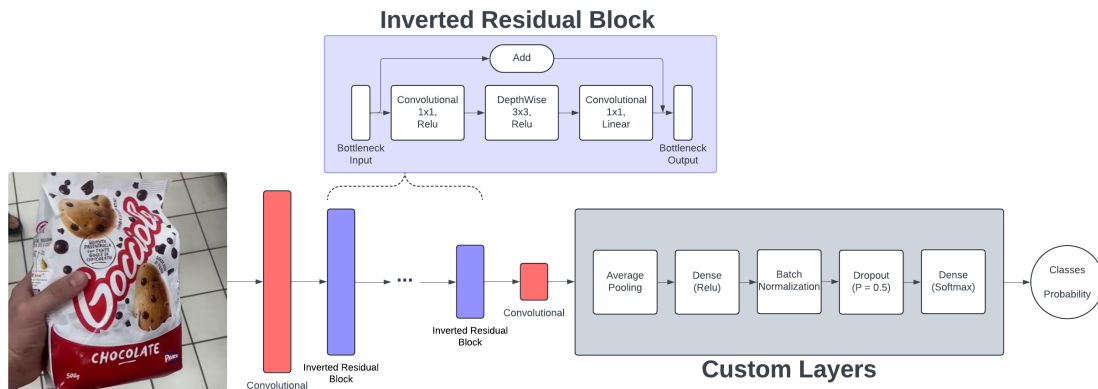 Inverted Residual Block
Add
Convolutional
1x1,
Relu
DepthWise
3x3,
Relu
Convolutional
1x1,
Linear
Bottleneck
Input
Bottleneck
Output
Gocciole
CHOCOLATE
500g
Convolutional
Inverted Residual
Block
...
Inverted Residual
Block
Convolutional
Average
Pooling
Dense
(Relu)
Batch
Normalization
Dropout
(P = 0.5)
Dense
(Softmax)
Custom Layers
Classes
Probability